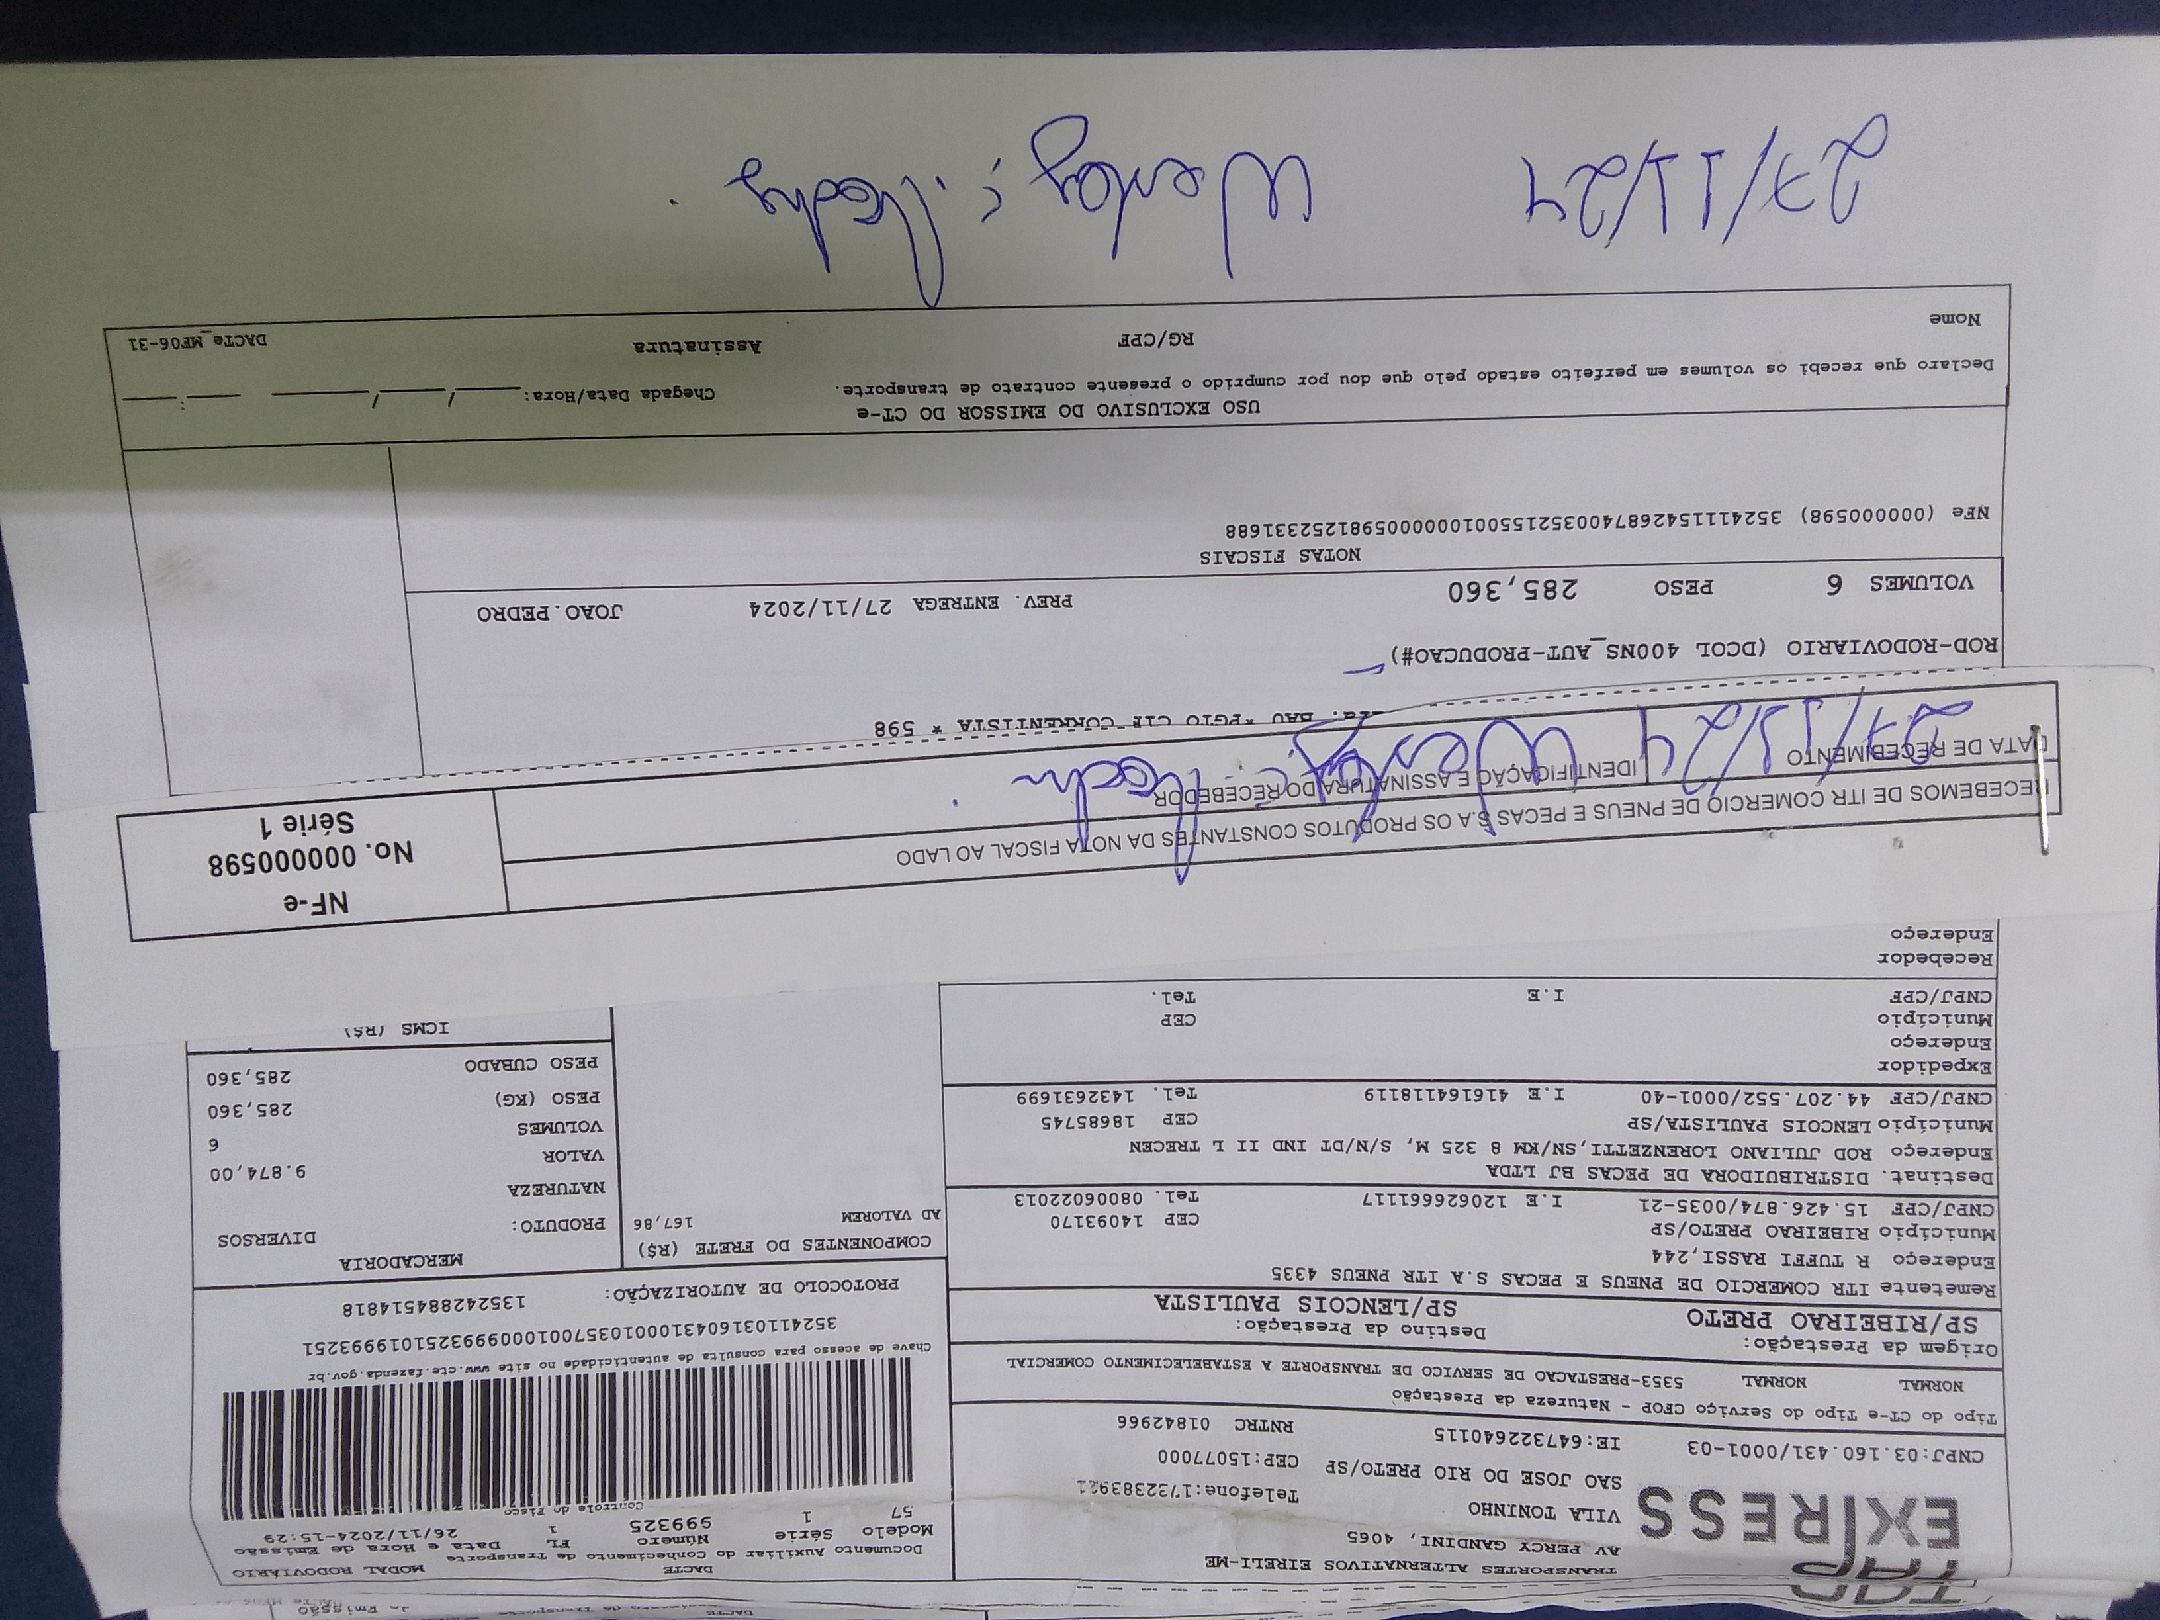 TRANSPORTES ALTERNATIVOS EIRELI-ME
AV PERCY GANDINI, 4065
VILA TONINHO Telefone:1732383921
SAO JOSE DO RIO PRETO/SP CEP:15077000
CNPJ:03.160.431/0001-03 IE:647322640115 RNTRC 01842966
TAP
EXPRESS
DACTE MODAL RODOVIÁRIO
Documento Auxiliar do Conhecimento de Transporte
Modelo Série Número FL Data e Hora de Emissão
57 1 999325 1 26/11/2024-15:29
Controle do Fisco
Chave de acesso para consulta de autenticidade no site www.cte.fazenda.gov.br
35241103160431000103570010009993251019993251
PROTOCOLO DE AUTORIZAÇÃO:
135242884514818
Tipo do CT-e Tipo do Serviço CFOP - Natureza da Prestação
NORMAL NORMAL 5353-PRESTACAO DE SERVICO DE TRANSPORTE A ESTABELECIMENTO COMERCIAL
Origem da Prestação: Destino da Prestação:
SP/RIBEIRAO PRETO SP/LENCOIS PAULISTA
Remetente ITR COMERCIO DE PNEUS E PECAS S.A ITR PNEUS 4335
Endereço R TUFFI RASSI,244
Município RIBEIRAO PRETO/SP CEP 14093170
CNPJ/CPF 15.426.874/0035-21 I.E 12062661117 Tel. 08006022013
Destinat. DISTRIBUIDORA DE PECAS BJ LTDA
Endereço ROD JULIANO LORENZETTI,SN/KM 8 325 M, S/N/DT IND II L TRECEN
Município LENCOIS PAULISTA/SP CEP 18685745
CNPJ/CPF 44.207.552/0001-40 I.E 416164118119 Tel. 1432631699
Expedidor
Endereço
Município CEP
CNPJ/CPF I.E Tel.
Recebedor
Endereço
COMPONENTES DO FRETE (R$)
AD VALOREM 167,86
MERCADORIA
PRODUTO: DIVERSOS
NATUREZA
VALOR 9.874,00
VOLUMES 6
PESO (KG) 285,360
PESO CUBADO 285,360
ICMS (R$)
RECEBEMOS DE ITR COMERCIO DE PNEUS E PECAS S.A OS PRODUTOS CONSTANTES DA NOTA FISCAL AO LADO
DATA DE RECEBIMENTO IDENTIFICAÇÃO E ASSINATURA DO RECEBEDOR
27/11/24
NF-e
No. 000000598
Série 1
BAU *PGTO CIF CORRENTISTA * 598
ROD-RODOVIARIO (DCOL 400NS_AUT-PRODUCAO#)
VOLUMES 6 PESO 285,360 PREV. ENTREGA 27/11/2024 JOAO.PEDRO
NOTAS FISCAIS
NFe (00000598) 35241115426874003521550010000005981252331688
USO EXCLUSIVO DO EMISSOR DO CT-e
Declaro que recebi os volumes em perfeito estado pelo que dou por cumprido o presente contrato de transporte. Chegada Data/Hora: ___/___/___ __:__
Nome RG/CPF Assinatura DACTe_MF06-31
27/11/24